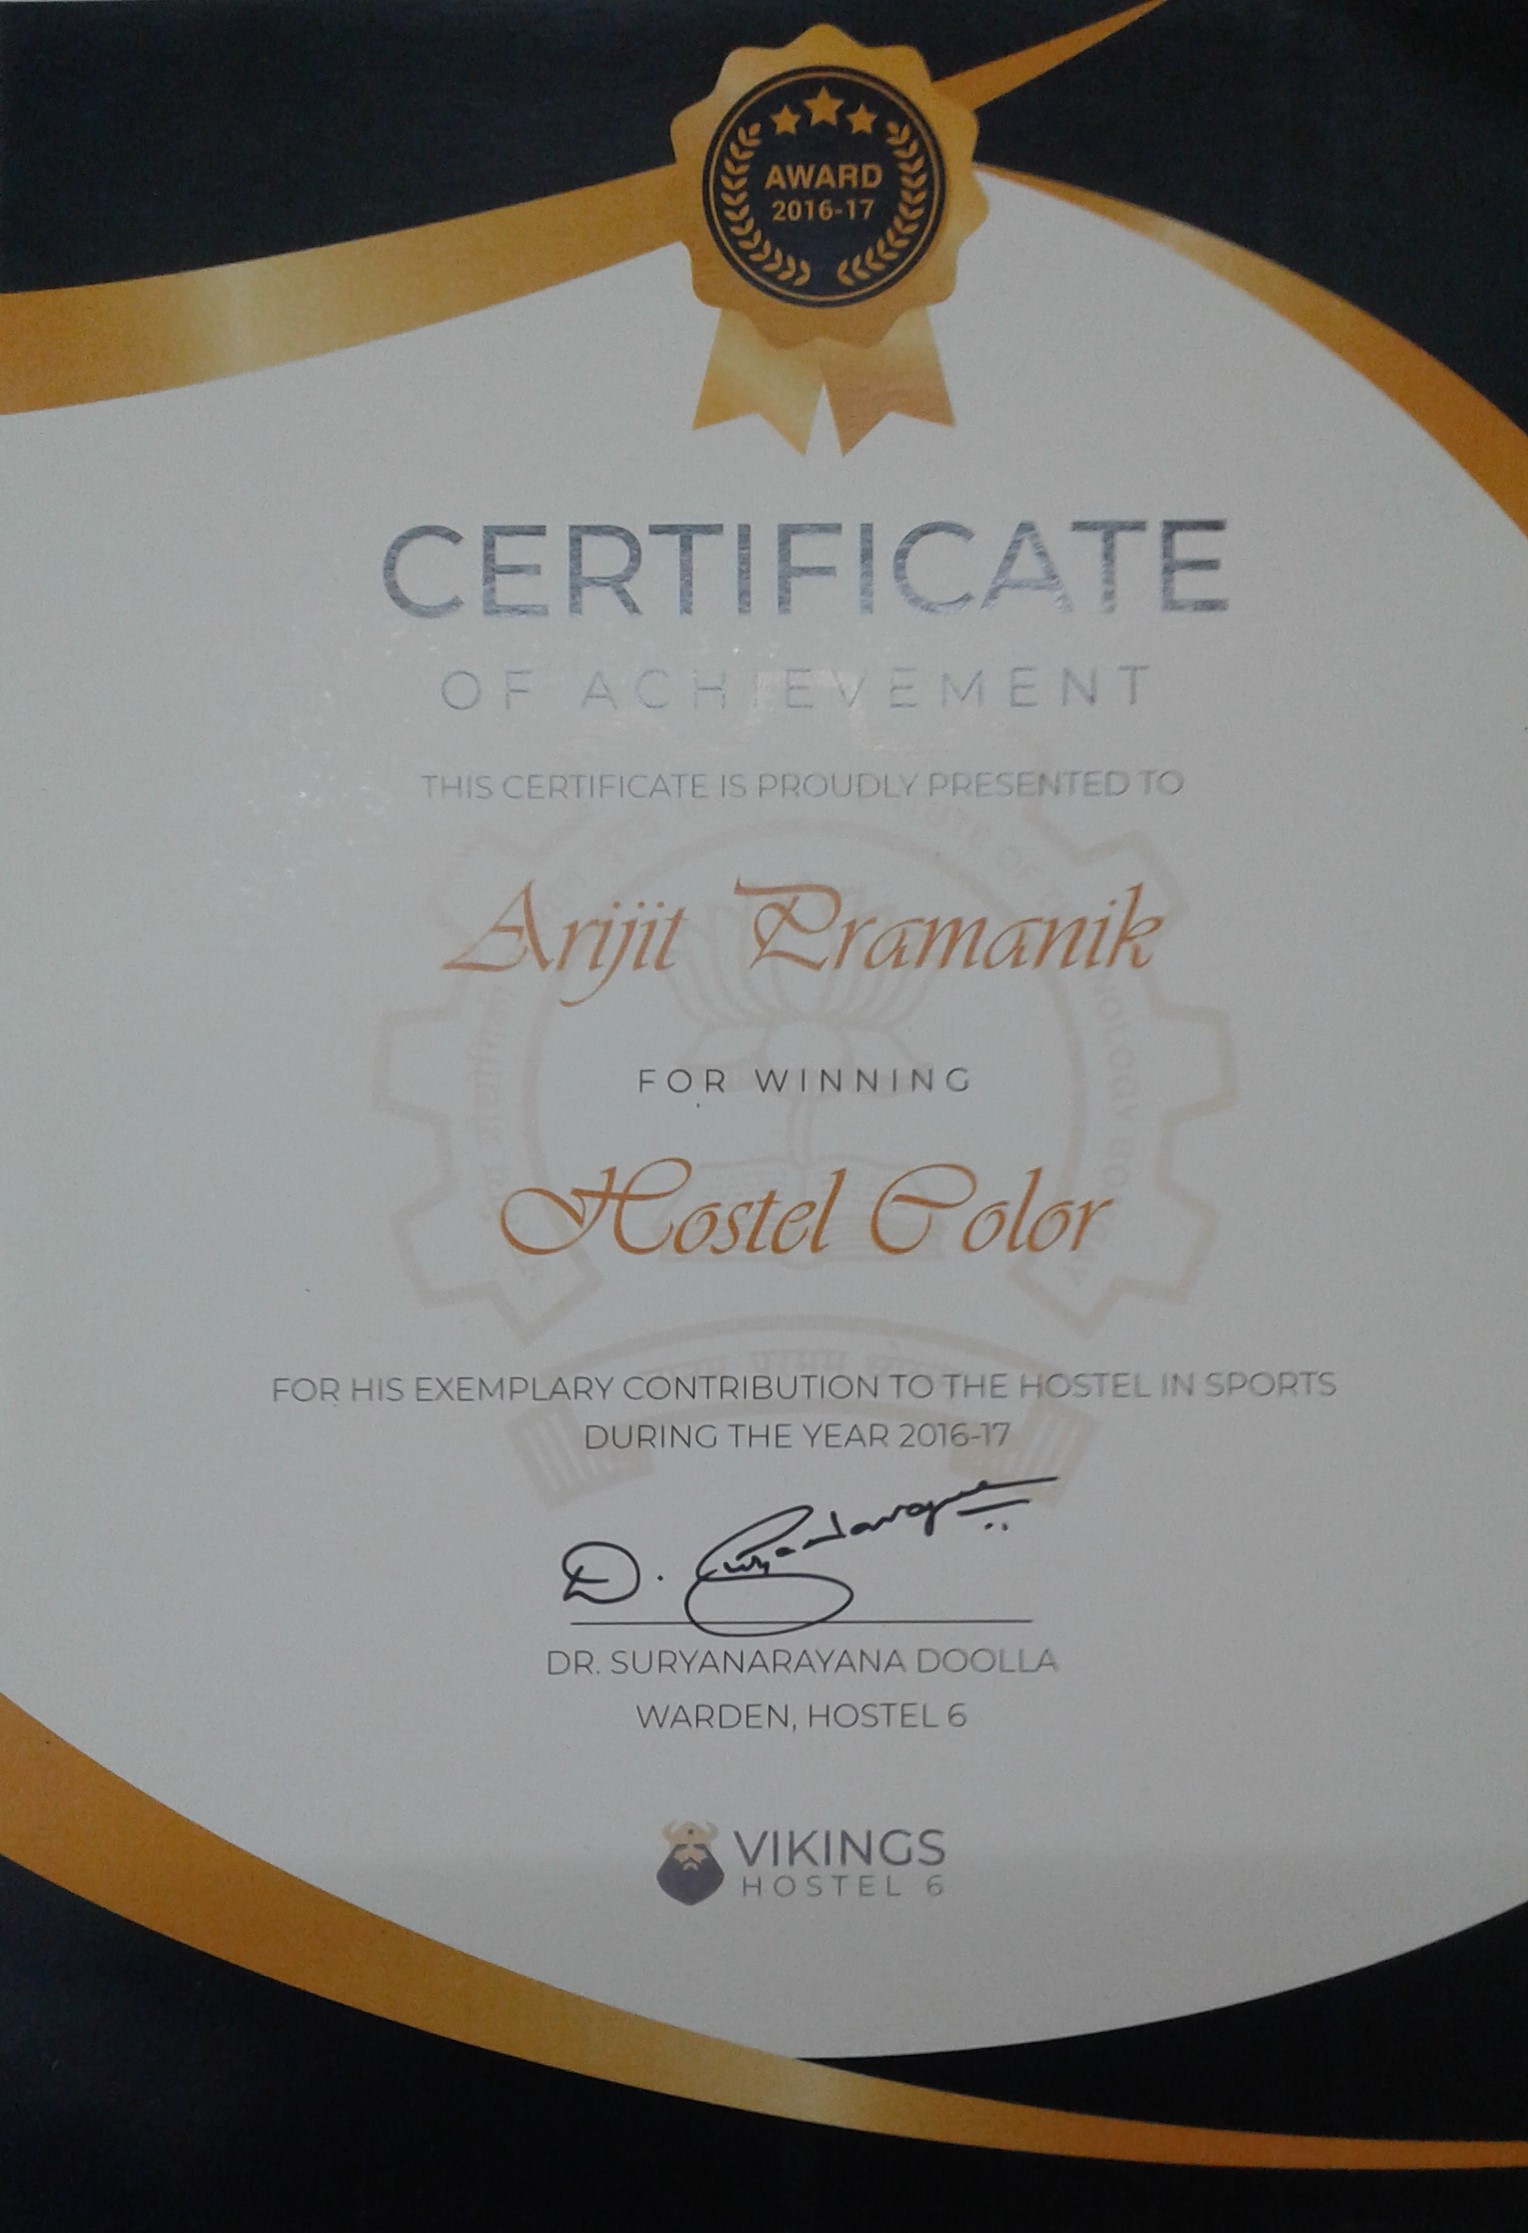 AWARD
2016-17
CERTIFICATE
OF ACHIEVEMENT
THIS CERTIFICATE IS PROUDLY PRESENTED TO
Arijit Pramanik
FOR WINNING
Hostel Color
FOR HIS EXEMPLARY CONTRIBUTION TO THE HOSTEL IN SPORTS
DURING THE YEAR 2016-17
D. Suryanarayana
DR. SURYANARAYANA DOOLLA
WARDEN, HOSTEL 6
VIKINGS
HOSTEL 6